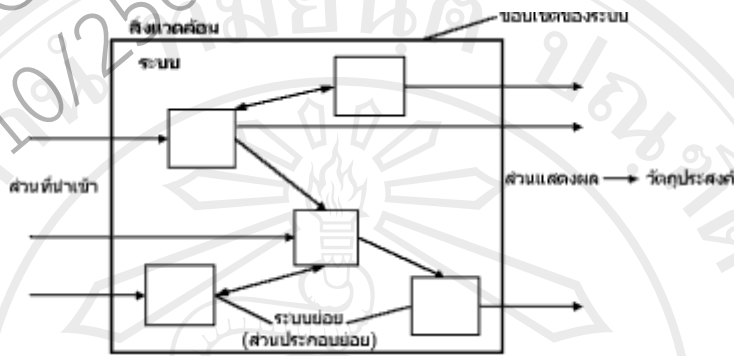 สิ่งแวดล้อม
ขอบเขตของระบบ
ระบบ
ส่วนที่นำเข้า
ส่วนแสดงผล วัตถุประสงค์
ระบบย่อย
(ส่วนประกอบย่อย)
10/25